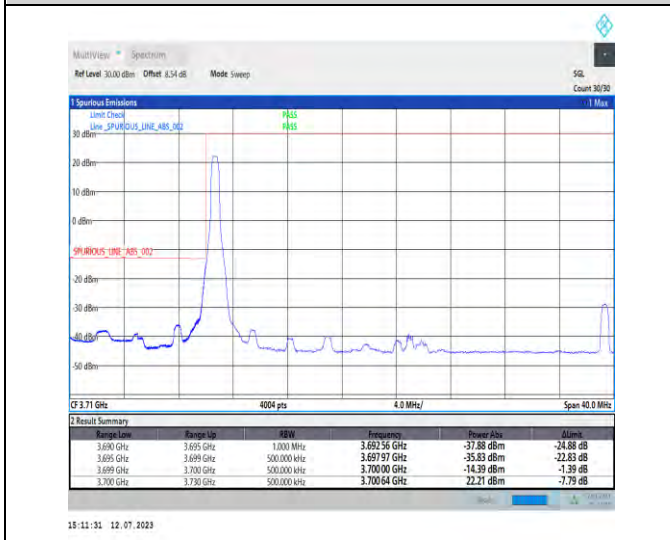 MultiView Spectrum
Ref Level 30.00 dBm Offset 8.54 dB Mode Sweep SGL
Count 30/30
1 Spurious Emissions 1 Max
Limit Check PASS
Line _SPURIOUS_LINE_ABS_002 PASS
30 dBm
20 dBm
10 dBm
0 dBm
SPURIOUS_LINE_ABS_002
-20 dBm
-30 dBm
-40 dBm
-50 dBm
CF 3.71 GHz 4004 pts 4.0 MHz/ Span 40.0 MHz
2 Result Summary
Range Low Range Up RBW Frequency Power Abs ΔLimit
3.690 GHz 3.695 GHz 1.000 MHz 3.692 56 GHz -37.88 dBm -24.88 dB
3.695 GHz 3.699 GHz 500.000 kHz 3.697 97 GHz -35.83 dBm -22.83 dB
3.699 GHz 3.700 GHz 500.000 kHz 3.700 00 GHz -14.39 dBm -1.39 dB
3.700 GHz 3.730 GHz 500.000 kHz 3.700 64 GHz 22.21 dBm -7.79 dB
15:11:31 12.07.2023